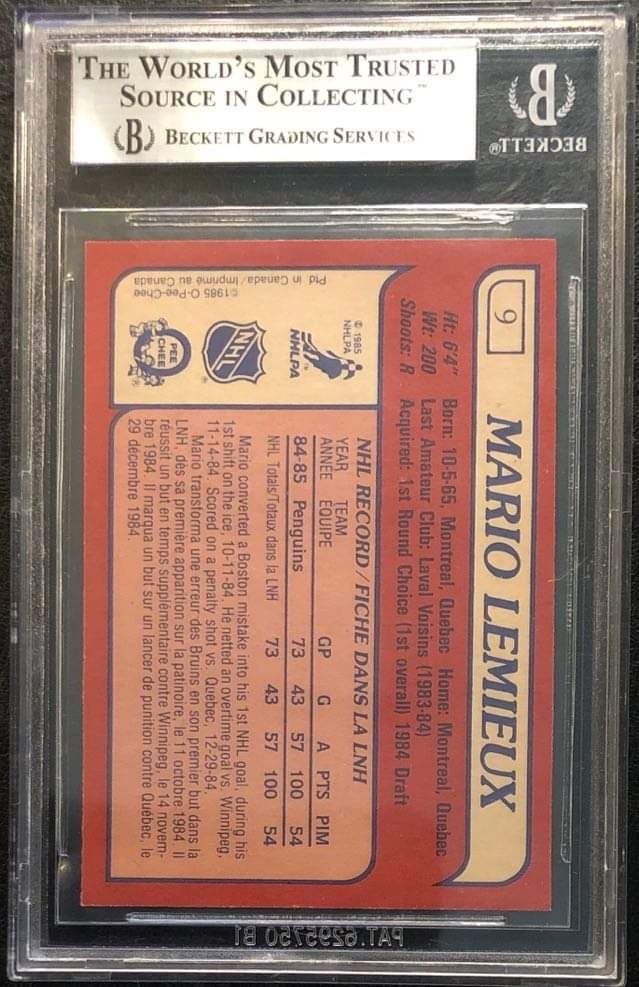 THE WORLD'S MOST TRUSTED
SOURCE IN COLLECTING™
B BECKETT GRADING SERVICES
B
BECKETT®
9
MARIO LEMIEUX
Ht: 6'4" Born: 10-5-65, Montreal, Quebec Home: Montreal, Quebec
Wt: 200 Last Amateur Club: Laval Voisins (1983-84)
Shoots: R Acquired: 1st Round Choice (1st overall) 1984 Draft
© 1985
NHLPA
NHLPA
™
NHL
®
O
PEE
CHEE
©1985 O-Pee-Chee
Ptd in Canada/Imprimé au Canada
NHL RECORD/FICHE DANS LA LNH
YEAR TEAM
ANNÉE ÉQUIPE GP G A PTS PIM
84-85 Penguins 73 43 57 100 54
NHL Totals/Totaux dans la LNH 73 43 57 100 54
Mario converted a Boston mistake into his 1st NHL goal, during his
1st shift on the ice, 10-11-84. He netted an overtime goal vs. Winnipeg,
11-14-84. Scored on a penalty shot vs. Quebec, 12-29-84.
Mario transforma une erreur des Bruins en son premier but dans la
LNH, dès sa première apparition sur la patinoire, le 11 octobre 1984. Il
réussit un but en temps supplémentaire contre Winnipeg, le 14 novem-
bre 1984. Il marqua un but sur un lancer de punition contre Québec, le
29 décembre 1984.
PAT.6295750 B1